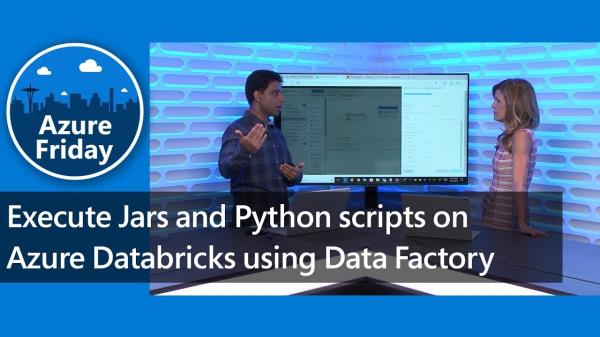 Azure
Friday
Execute Jars and Python scripts on
Azure Databricks using Data Factory